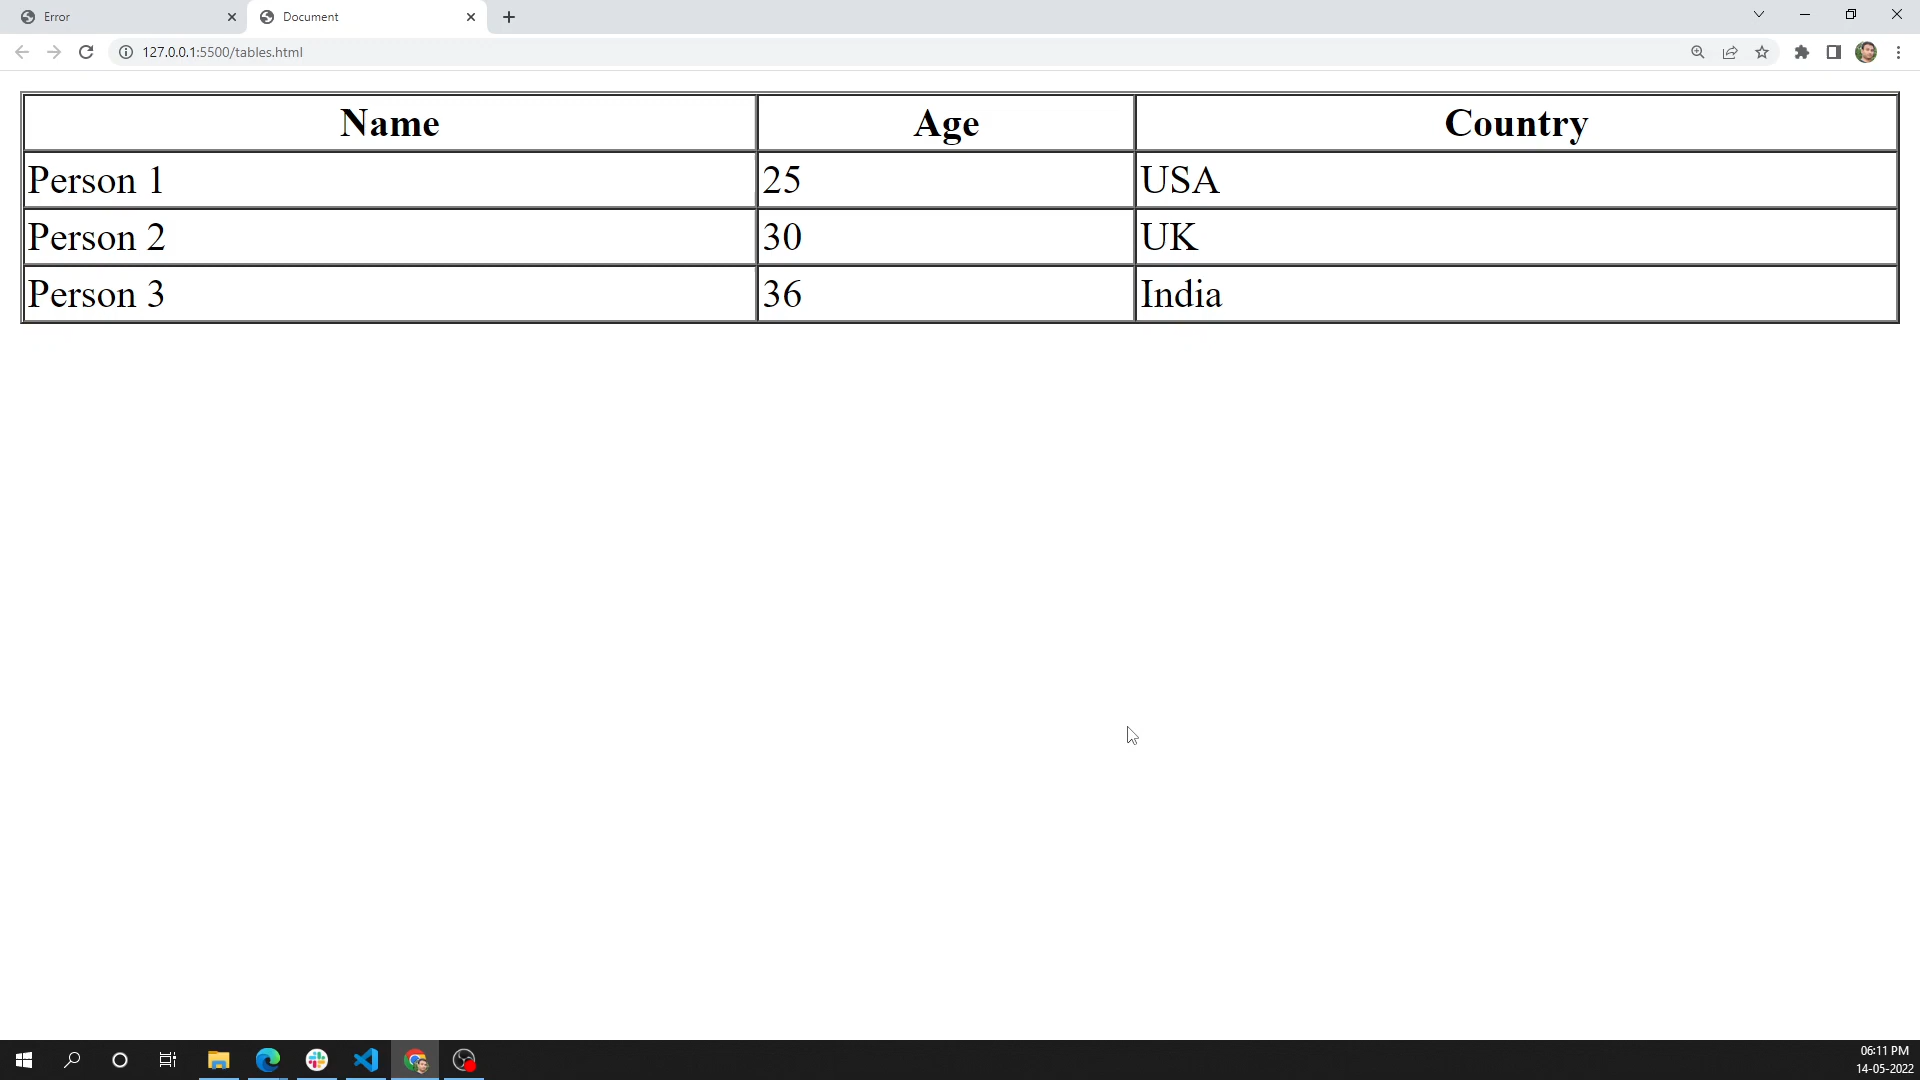 Error
Document
127.0.0.1:5500/tables.html
Name Age Country
Person 1 25 USA
Person 2 30 UK
Person 3 36 India
06:11 PM
14-05-2022